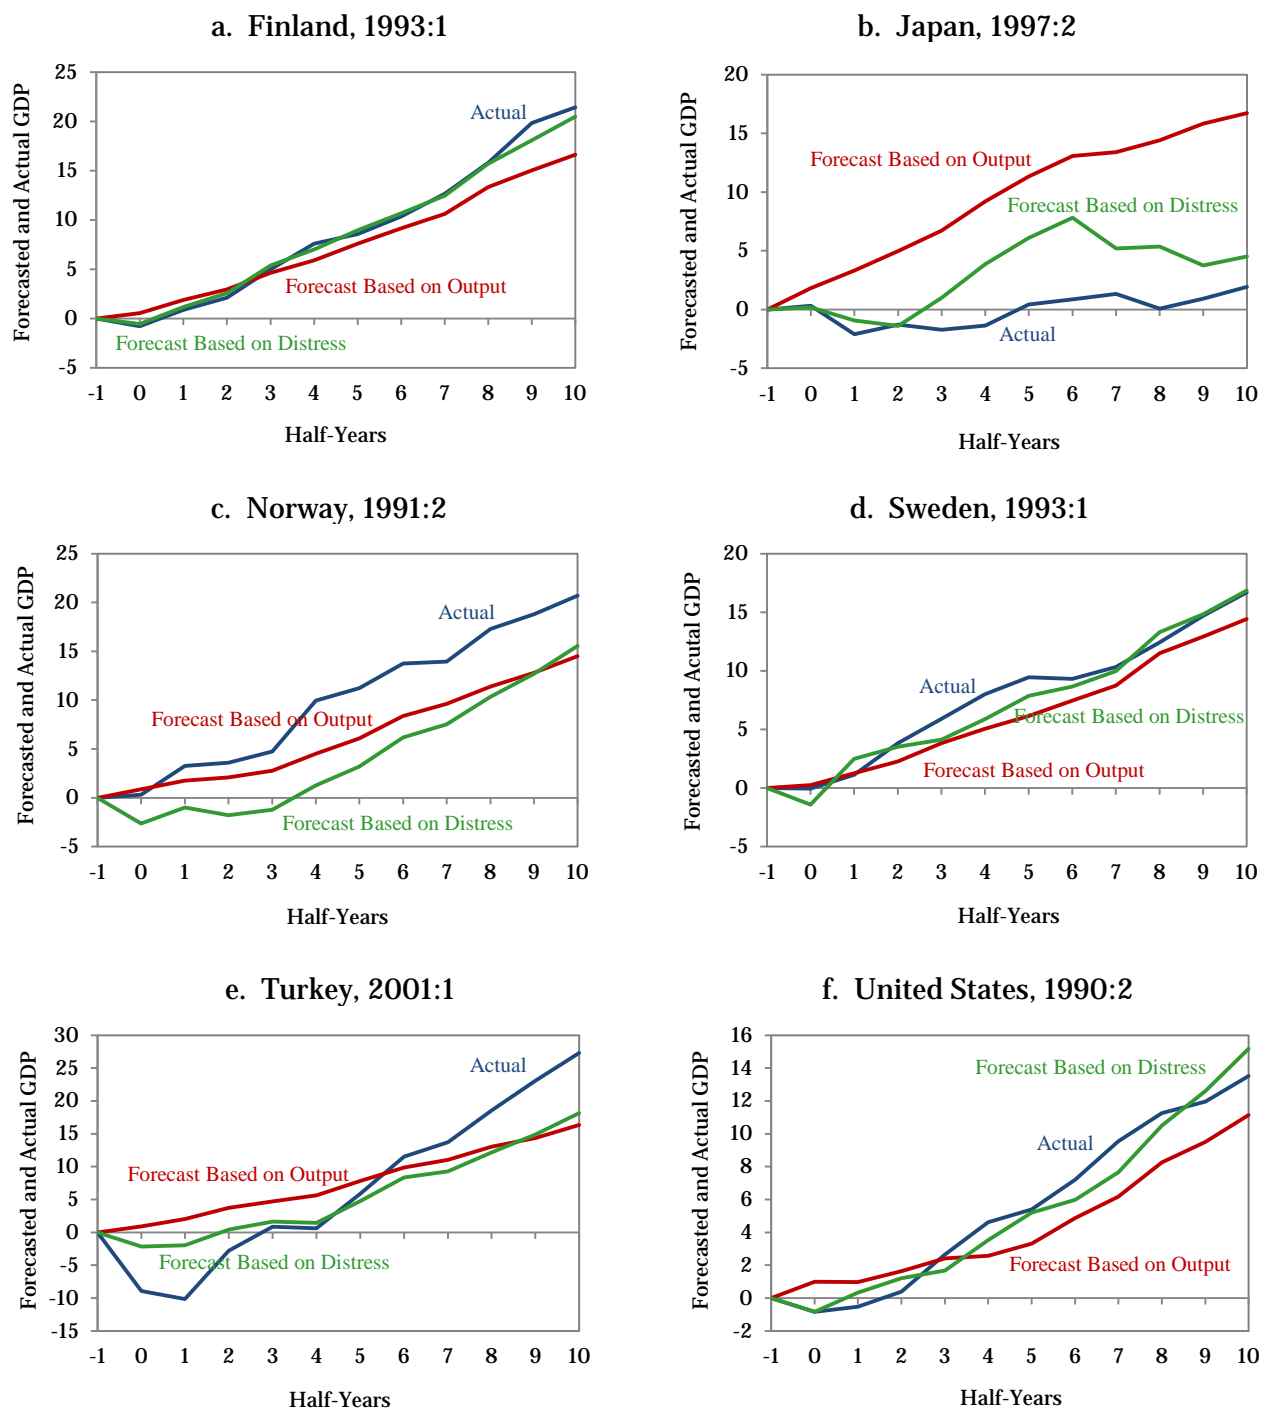 a. Finland, 1993:1
Forecasted and Actual GDP
25
20
15
10
5
0
-5
Actual
Forecast Based on Output
Forecast Based on Distress
-1 0 1 2 3 4 5 6 7 8 9 10
Half-Years
b. Japan, 1997:2
Forecasted and Actual GDP
20
15
10
5
0
-5
Forecast Based on Output
Forecast Based on Distress
Actual
-1 0 1 2 3 4 5 6 7 8 9 10
Half-Years
c. Norway, 1991:2
Forecasted and Actual GDP
25
20
15
10
5
0
-5
Actual
Forecast Based on Output
Forecast Based on Distress
-1 0 1 2 3 4 5 6 7 8 9 10
Half-Years
d. Sweden, 1993:1
Forecasted and Acutal GDP
20
15
10
5
0
-5
Actual
Forecast Based on Distress
Forecast Based on Output
-1 0 1 2 3 4 5 6 7 8 9 10
Half-Years
e. Turkey, 2001:1
Forecasted and Actual GDP
30
25
20
15
10
5
0
-5
-10
-15
Actual
Forecast Based on Output
Forecast Based on Distress
-1 0 1 2 3 4 5 6 7 8 9 10
Half-Years
f. United States, 1990:2
Forecasted and Actual GDP
16
14
12
10
8
6
4
2
0
-2
Forecast Based on Distress
Actual
Forecast Based on Output
-1 0 1 2 3 4 5 6 7 8 9 10
Half-Years